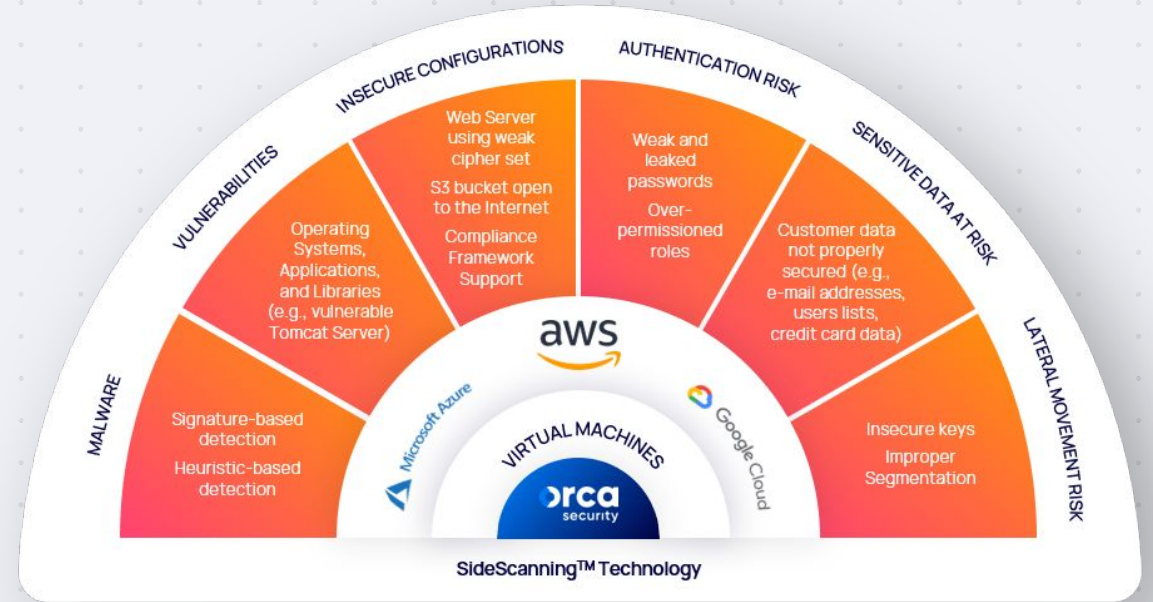 MALWARE
Signature-based
detection
Heuristic-based
detection
VULNERABILITIES
Operating
Systems,
Applications,
and Libraries
(e.g., vulnerable
Tomcat Server)
INSECURE CONFIGURATIONS
Web Server
using weak
cipher set
S3 bucket open
to the Internet
Compliance
Framework
Support
AUTHENTICATION RISK
Weak and
leaked
passwords
Over-
permissioned
roles
SENSITIVE DATA AT RISK
Customer data
not properly
secured (e.g.,
e-mail addresses,
users lists,
credit card data)
LATERAL MOVEMENT RISK
Insecure keys
Improper
Segmentation
Microsoft Azure
aws
Google Cloud
VIRTUAL MACHINES
orca
security
SideScanning™ Technology